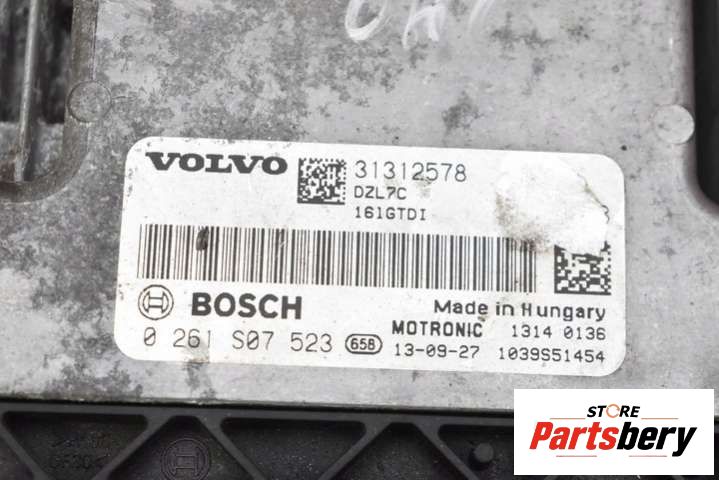 VOLVO 31312578
DZL7C
161GTDI
BOSCH Made in Hungary
MOTRONIC 1314 0136
0 261 S07 523 658 13-09-27 1039S51454
STORE
Partsbery